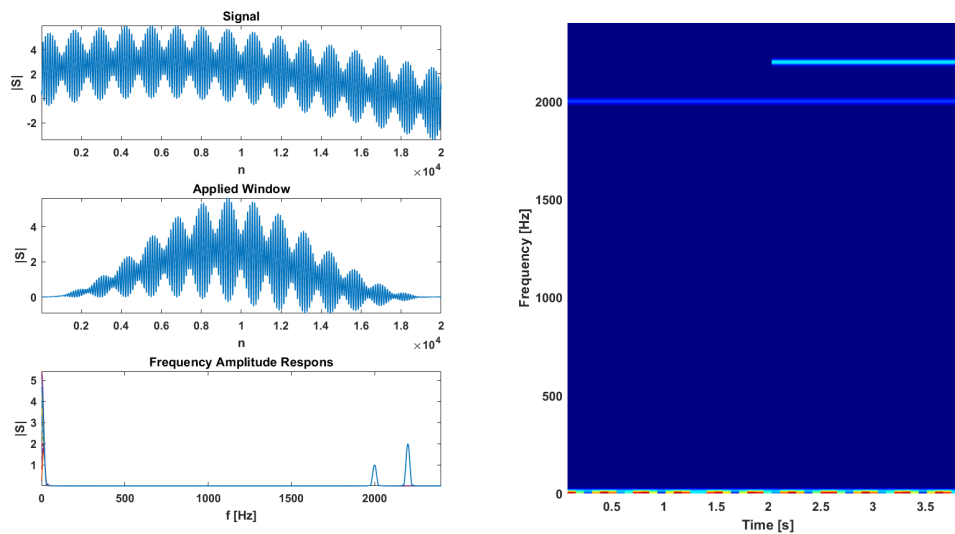 Signal
|S|
4
2
0
-2
0.2 0.4 0.6 0.8 1 1.2 1.4 1.6 1.8 2
n
×10^4
Applied Window
|S|
4
2
0
0.2 0.4 0.6 0.8 1 1.2 1.4 1.6 1.8 2
n
×10^4
Frequency Amplitude Respons
|S|
5
4
3
2
1
0 500 1000 1500 2000
f [Hz]
Frequency [Hz]
2000
1500
1000
500
0
0.5 1 1.5 2 2.5 3 3.5
Time [s]